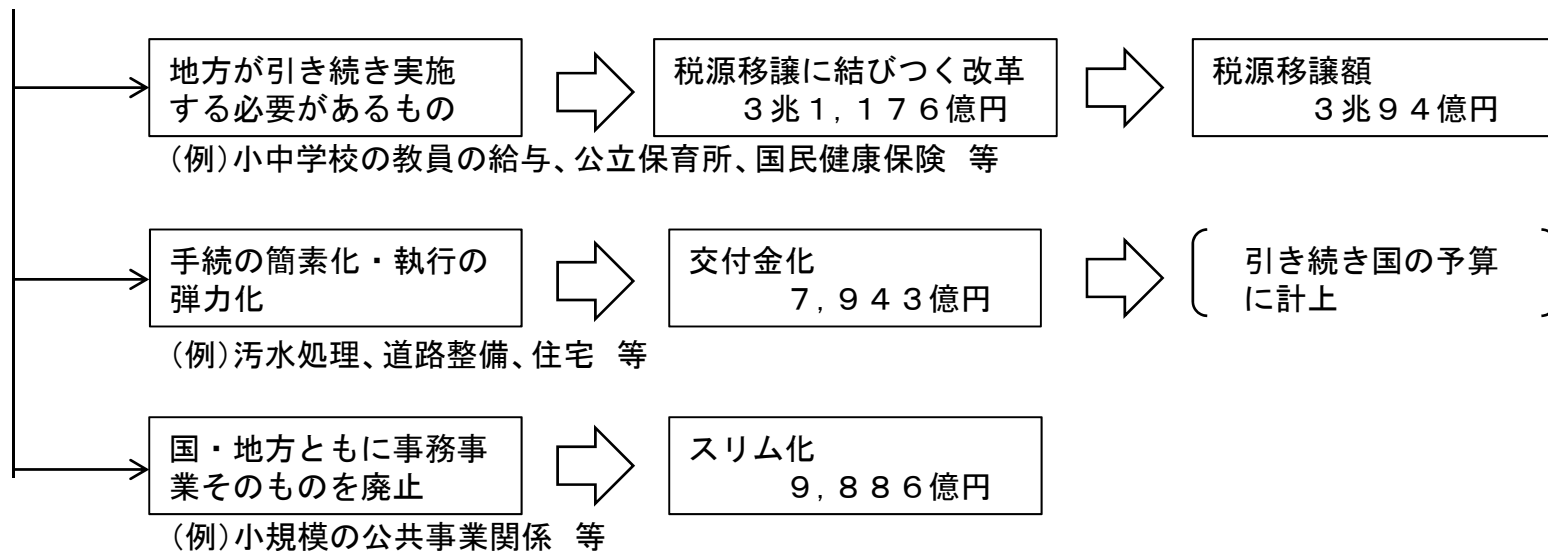 地方が引き続き実施
する必要があるもの
税源移譲に結びつく改革
３兆１，１７６億円
税源移譲額
３兆９４億円
（例）小中学校の教員の給与、公立保育所、国民健康保険　等
手続の簡素化・執行の
弾力化
交付金化
７，９４３億円
引き続き国の予算
に計上
（例）汚水処理、道路整備、住宅　等
国・地方ともに事務事
業そのものを廃止
スリム化
９，８８６億円
（例）小規模の公共事業関係　等